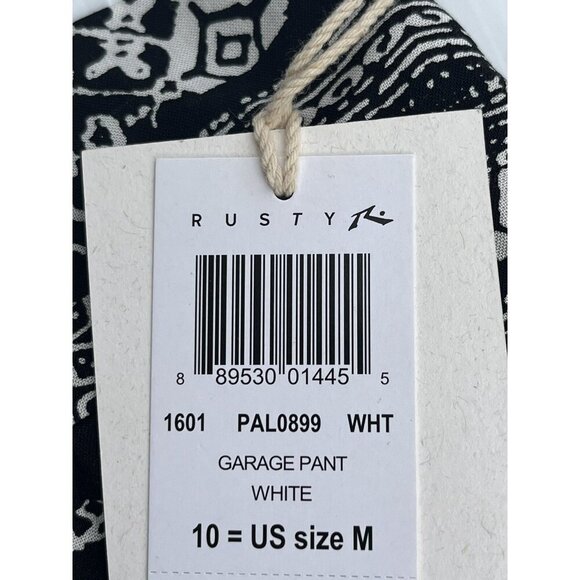 RUSTY
8 89530 01445 5
1601 PAL0899 WHT
GARAGE PANT
WHITE
10 = US size M